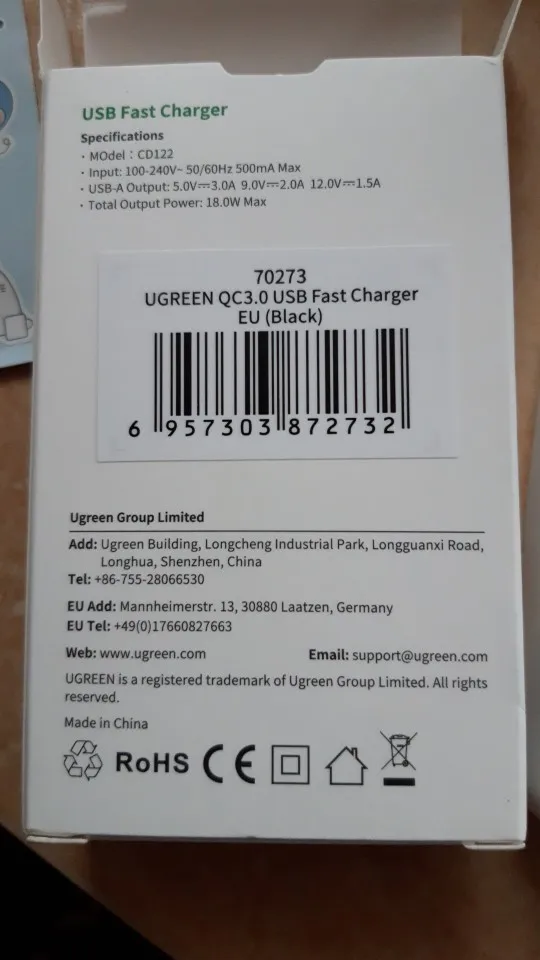 USB Fast Charger
Specifications
· MOdel : CD122
· Input: 100-240V~ 50/60Hz 500mA Max
· USB-A Output: 5.0V⎓3.0A 9.0V⎓2.0A 12.0V⎓1.5A
· Total Output Power: 18.0W Max
70273
UGREEN QC3.0 USB Fast Charger
EU (Black)
6 957303 872732
Ugreen Group Limited
Add: Ugreen Building, Longcheng Industrial Park, Longguanxi Road,
Longhua, Shenzhen, China
Tel: +86-755-28066530
EU Add: Mannheimerstr. 13, 30880 Laatzen, Germany
EU Tel: +49(0)17660827663
Web: www.ugreen.com Email: support@ugreen.com
UGREEN is a registered trademark of Ugreen Group Limited. All rights
reserved.
Made in China
RoHS CE